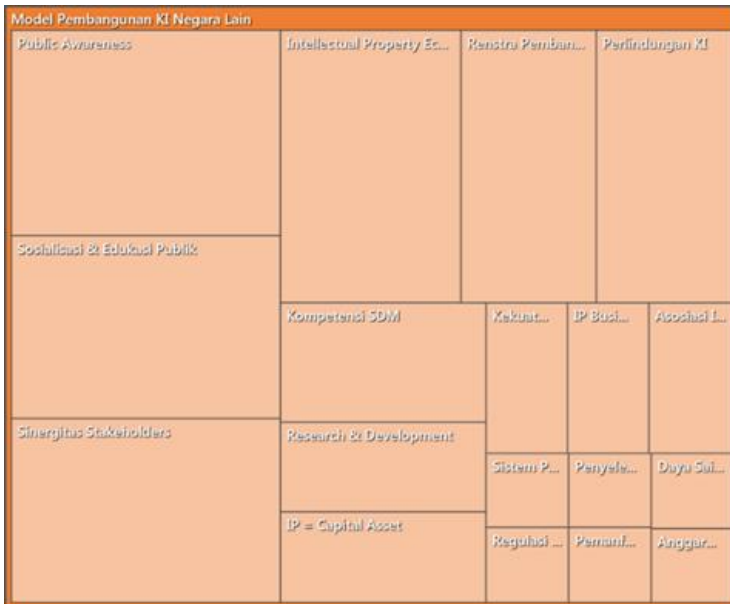 Model Pembangunan KI Negara Lain
Public Awareness
Intellectual Property Ec...
Renstra Pemban...
Perlindungan KI
Sosialisasi & Edukasi Publik
Kompetensi SDM
Kekuat...
IP Busi...
Asosiasi I...
Sinergitas Stakeholders
Research & Development
Sistem P...
Penyele...
Daya Sai...
IP = Capital Asset
Regulasi ...
Pemanf...
Anggar...